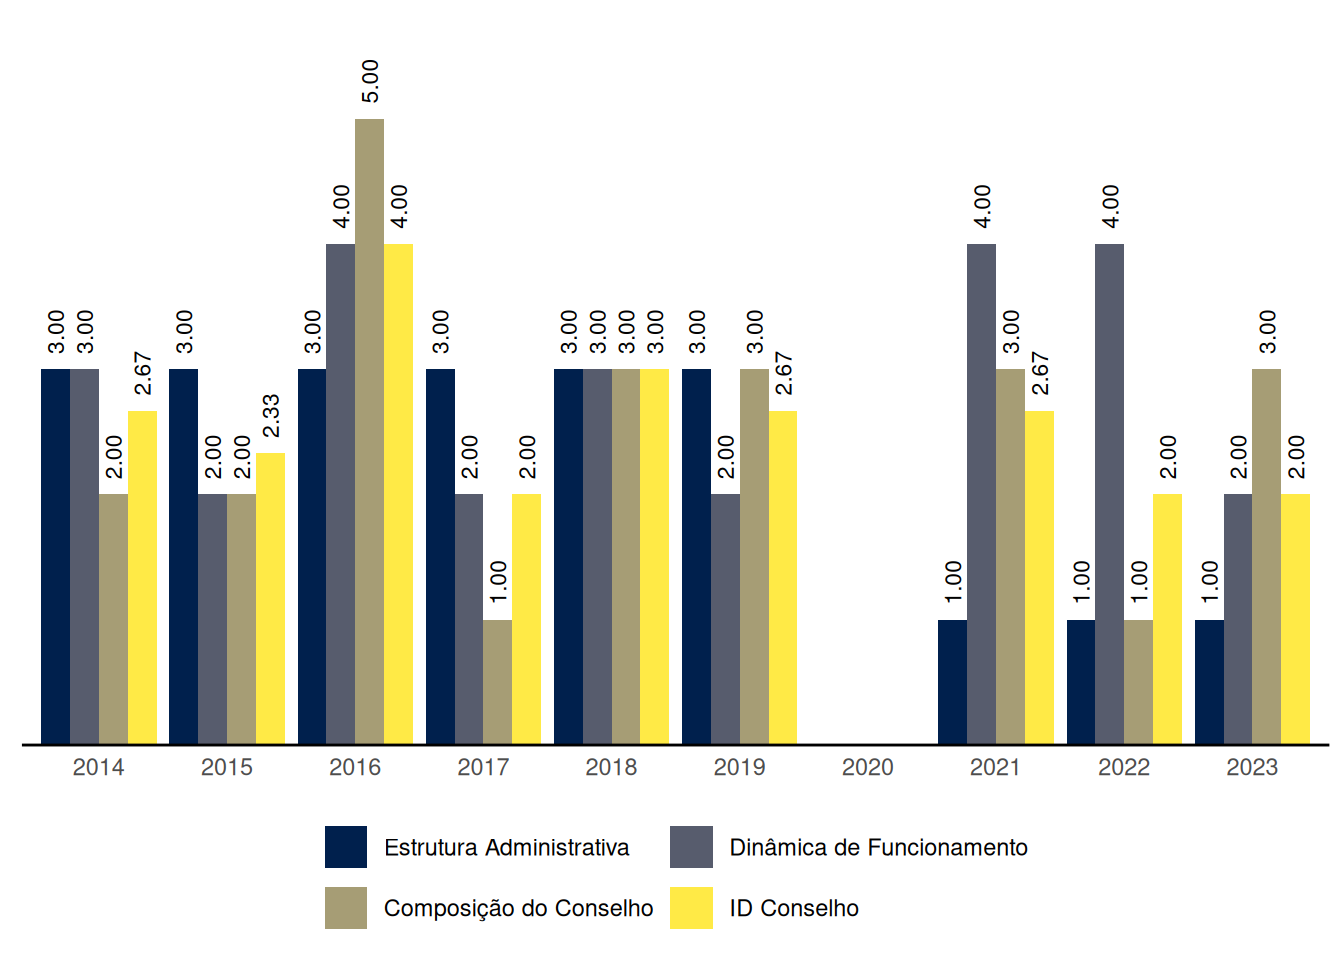 5.00
4.00 4.00 4.00 4.00
3.00 3.00 3.00 3.00 3.00 3.00 3.00 3.00 3.00 3.00 3.00 3.00 3.00
2.67 2.67 2.67
2.33
2.00 2.00 2.00 2.00 2.00 2.00 2.00 2.00 2.00
1.00 1.00 1.00 1.00 1.00
2014 2015 2016 2017 2018 2019 2020 2021 2022 2023
Estrutura Administrativa Dinâmica de Funcionamento
Composição do Conselho ID Conselho